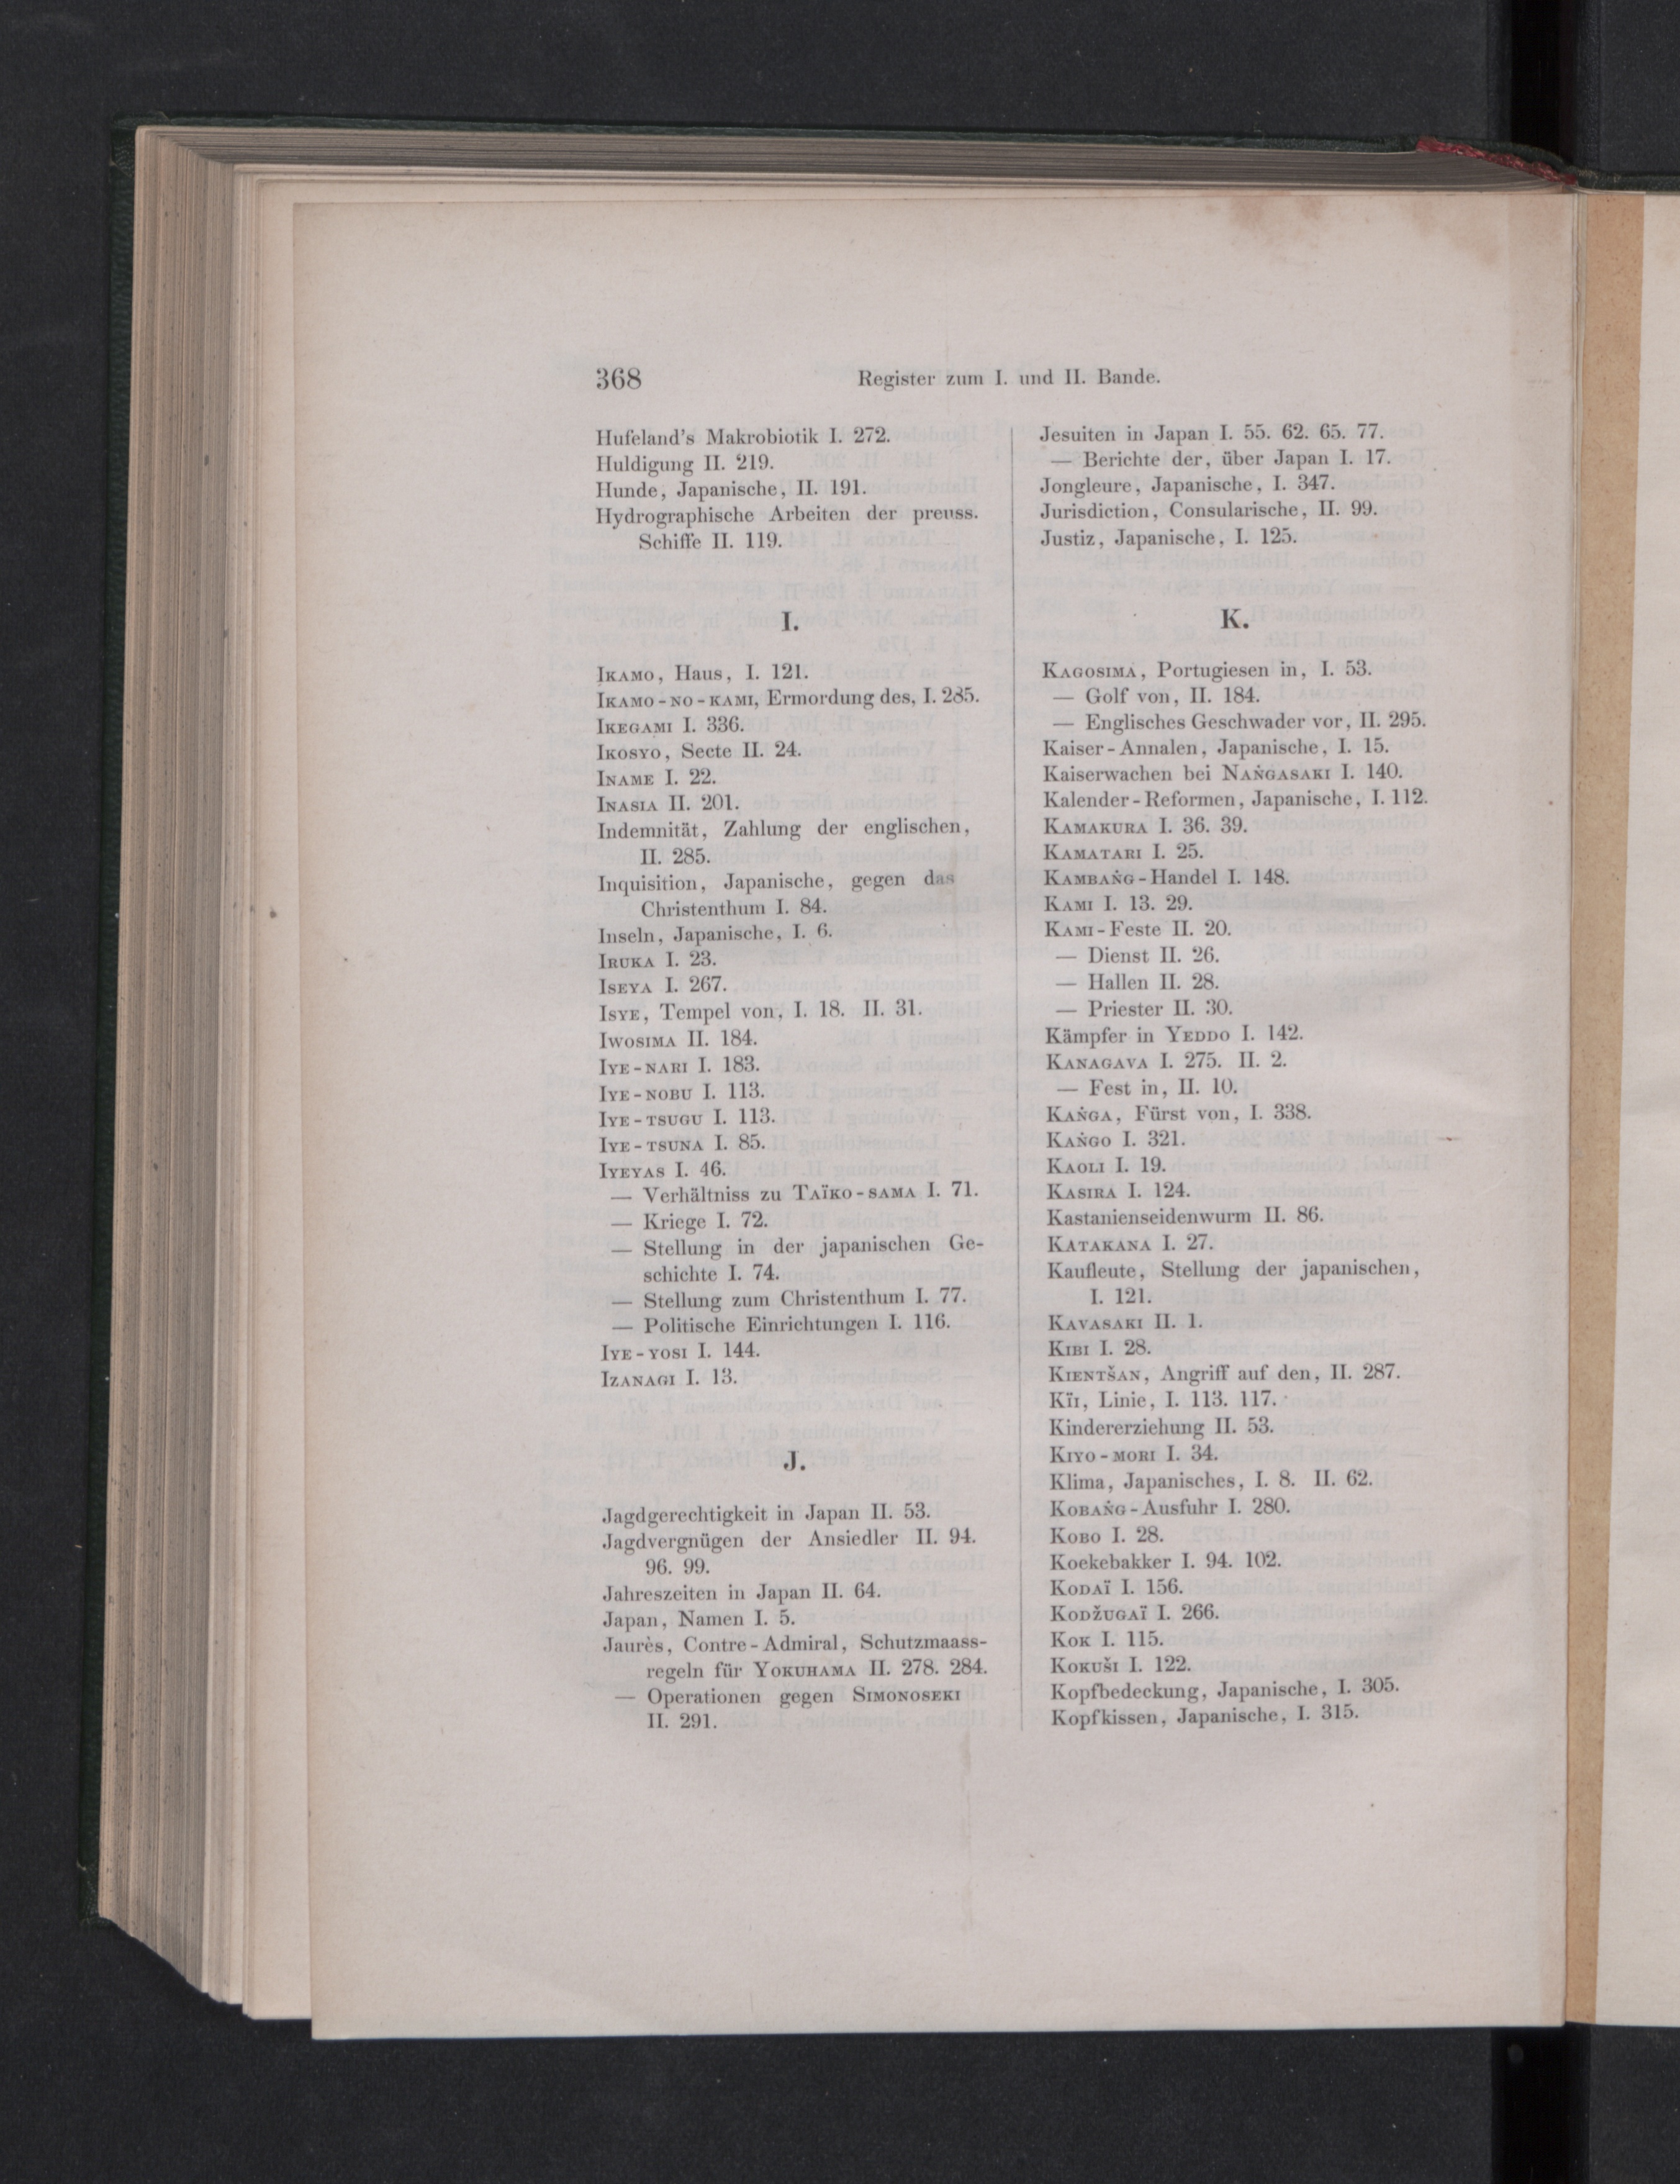 368
Register zum I. und II. Bande.
Hufeland's Makrobiotik I. 272.
Huldigung II. 219.
Hunde, Japanische, II. 191.
Hydrographische Arbeiten der preuss.
Schiffe II. 119.
I.
IKAMO, Haus, I. 121.
IKAMO-NO-KAMI, Ermordung des, I. 285.
IKEGAMI I. 336.
IKOSYO, Secte II. 24.
INAME I. 22.
INASIA II. 201.
Indemnität, Zahlung der englischen,
II. 285.
Inquisition, Japanische, gegen das
Christenthum I. 84.
Inseln, Japanische, I. 6.
IRUKA I. 23.
ISEYA I. 267.
ISYE, Tempel von, I. 18. II. 31.
IWOSIMA II. 184.
IYE-NARI I. 183.
IYE-NOBU I. 113.
IYE-TSUGU I. 113.
IYE-TSUNA I. 85.
IYEYAS I. 46.
— Verhältniss zu TAÏKO-SAMA I. 71.
— Kriege I. 72.
— Stellung in der japanischen Ge-
schichte I. 74.
— Stellung zum Christenthum I. 77.
— Politische Einrichtungen I. 116.
IYE-YOSI I. 144.
IZANAGI I. 13.
J.
Jagdgerechtigkeit in Japan II. 53.
Jagdvergnügen der Ansiedler II. 94.
96. 99.
Jahreszeiten in Japan II. 64.
Japan, Namen I. 5.
Jaurès, Contre-Admiral, Schutzmaass-
regeln für YOKUHAMA II. 278. 284.
— Operationen gegen SIMONOSEKI
II. 291.
Jesuiten in Japan I. 55. 62. 65. 77.
— Berichte der, über Japan I. 17.
Jongleure, Japanische, I. 347.
Jurisdiction, Consularische, II. 99.
Justiz, Japanische, I. 125.
K.
KAGOSIMA, Portugiesen in, I. 53.
— Golf von, II. 184.
— Englisches Geschwader vor, II. 295.
Kaiser-Annalen, Japanische, I. 15.
Kaiserwachen bei NAṄGASAKI I. 140.
Kalender-Reformen, Japanische, I. 112.
KAMAKURA I. 36. 39.
KAMATARI I. 25.
KAMBAṄG-Handel I. 148.
KAMI I. 13. 29.
KAMI-Feste II. 20.
— Dienst II. 26.
— Hallen II. 28.
— Priester II. 30.
Kämpfer in YEDDO I. 142.
KANAGAVA I. 275. II. 2.
— Fest in, II. 10.
KAṄGA, Fürst von, I. 338.
KAṄGO I. 321.
KAOLI I. 19.
KASIRA I. 124.
Kastanienseidenwurm II. 86.
KATAKANA I. 27.
Kaufleute, Stellung der japanischen,
I. 121.
KAVASAKI II. 1.
KIBI I. 28.
KIENTŠAN, Angriff auf den, II. 287.
KÏI, Linie, I. 113. 117.
Kindererziehung II. 53.
KIYO-MORI I. 34.
Klima, Japanisches, I. 8. II. 62.
KOBAṄG-Ausfuhr I. 280.
KOBO I. 28.
Koekebakker I. 94. 102.
KODAÏ I. 156.
KODŽUGAÏ I. 266.
KOK I. 115.
KOKUŠI I. 122.
Kopfbedeckung, Japanische, I. 305.
Kopfkissen, Japanische, I. 315.